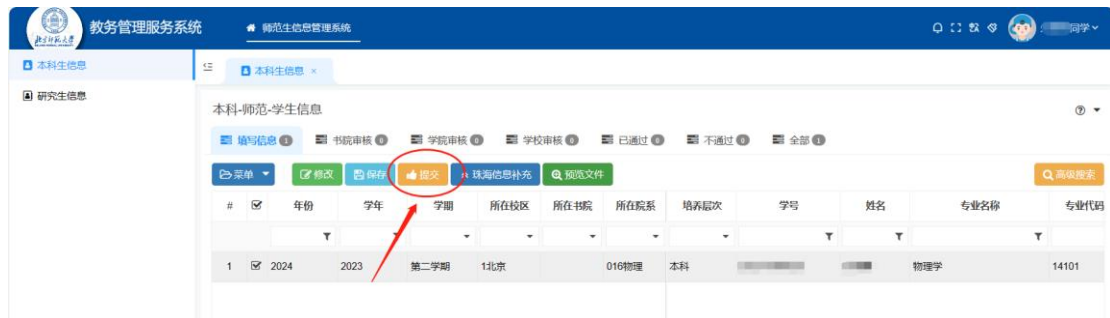 教务管理服务系统
师范生信息管理系统
同学
本科生信息
本科生信息 ×
研究生信息
本科-师范-学生信息
填写信息 1 书院审核 0 学院审核 0 学校审核 0 已通过 0 不通过 0 全部 1
菜单 修改 保存 提交 珠海信息补充 预览文件 高级搜索
# 年份 学年 学期 所在校区 所在书院 所在院系 培养层次 学号 姓名 专业名称 专业代码
1 2024 2023 第二学期 1北京 016物理 本科 物理学 14101